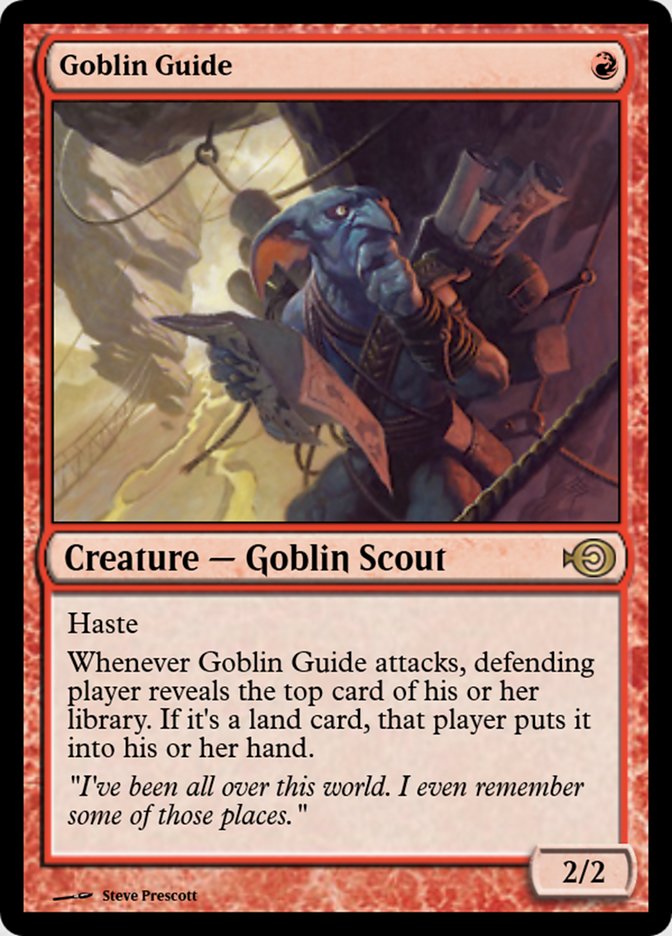 Goblin Guide
Creature — Goblin Scout
Haste
Whenever Goblin Guide attacks, defending
player reveals the top card of his or her
library. If it's a land card, that player puts it
into his or her hand.
"I've been all over this world. I even remember
some of those places."
2/2
Steve Prescott